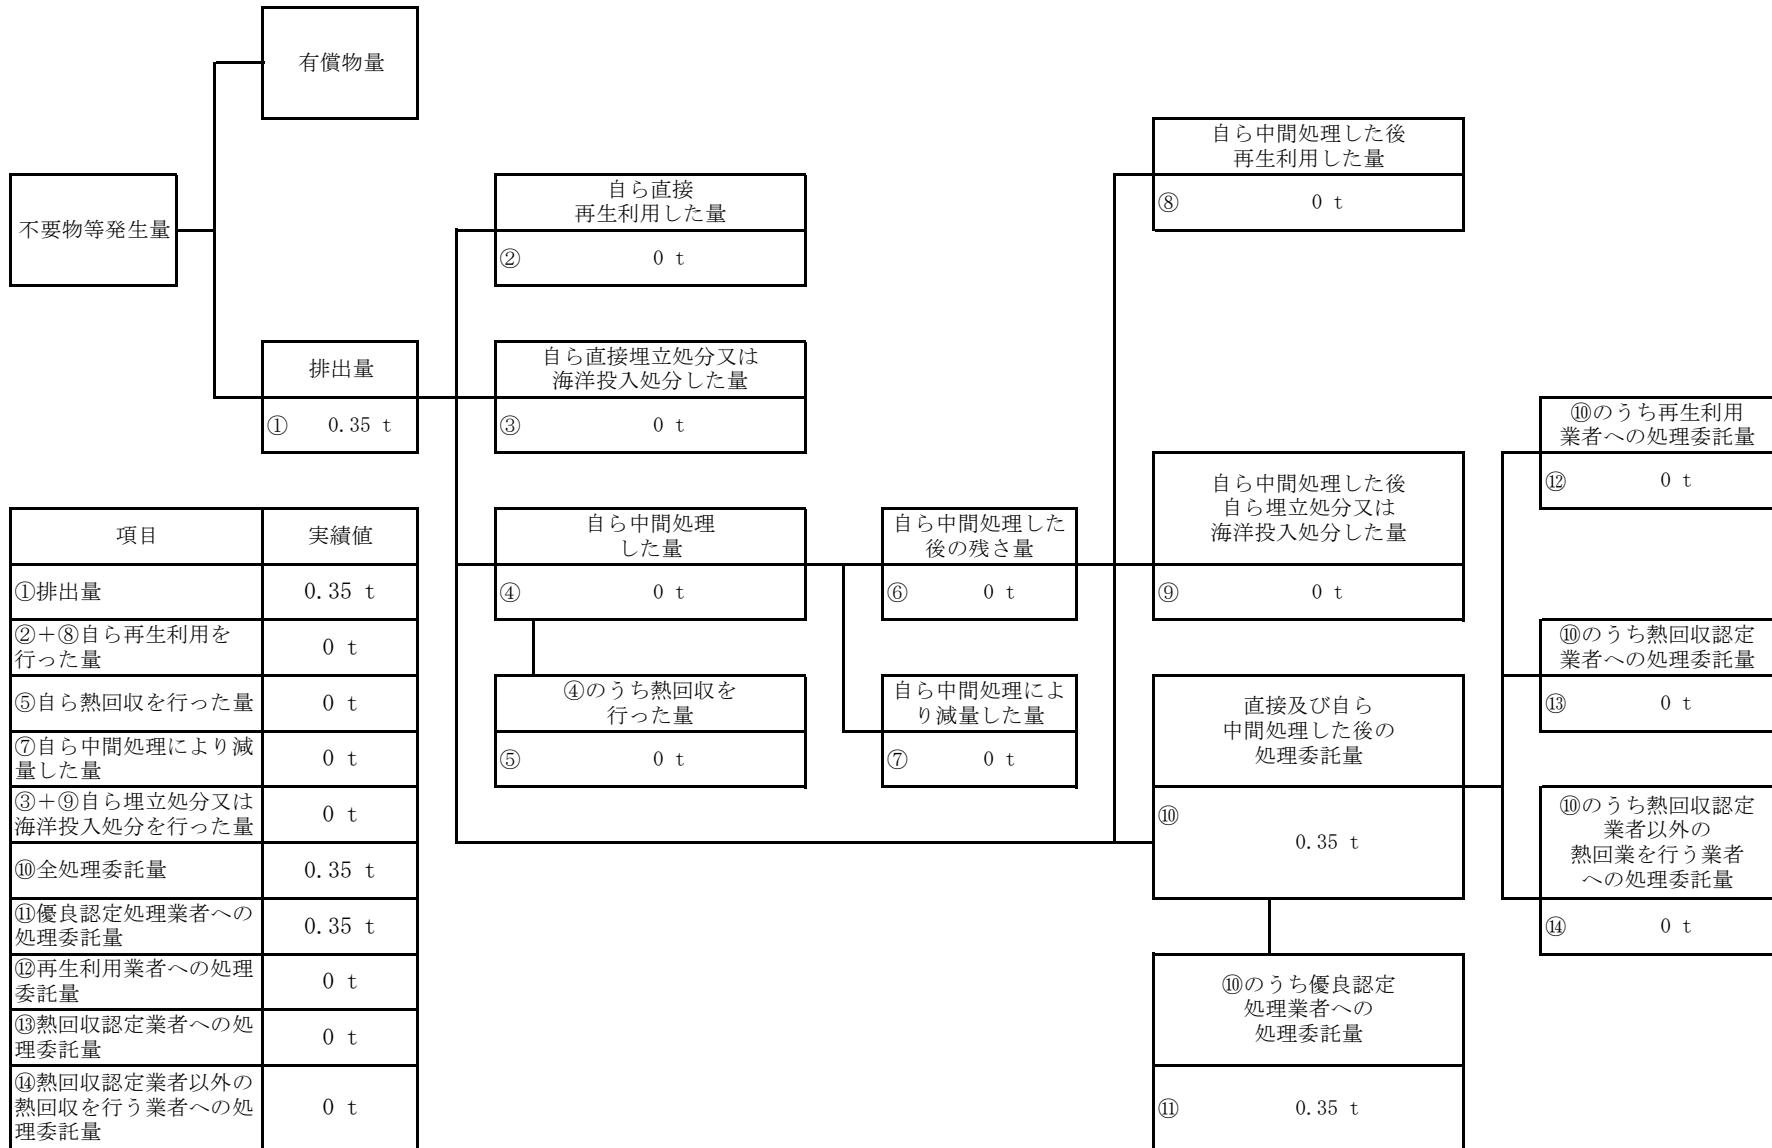 有償物量
不要物等発生量
排出量
① 0.35 t
自ら直接
再生利用した量
② 0 t
自ら直接埋立処分又は
海洋投入処分した量
③ 0 t
自ら中間処理
した量
④ 0 t
④のうち熱回収を
行った量
⑤ 0 t
自ら中間処理した
後の残さ量
⑥ 0 t
自ら中間処理によ
り減量した量
⑦ 0 t
自ら中間処理した後
再生利用した量
⑧ 0 t
自ら中間処理した後
自ら埋立処分又は
海洋投入処分した量
⑨ 0 t
直接及び自ら
中間処理した後の
処理委託量
⑩
0.35 t
⑩のうち優良認定
処理業者への
処理委託量
⑪ 0.35 t
⑩のうち再生利用
業者への処理委託量
⑫ 0 t
⑩のうち熱回収認定
業者への処理委託量
⑬ 0 t
⑩のうち熱回収認定
業者以外の
熱回業を行う業者
への処理委託量
⑭ 0 t
項目 実績値
①排出量 0.35 t
②+⑧自ら再生利用を
行った量 0 t
⑤自ら熱回収を行った量 0 t
⑦自ら中間処理により減
量した量 0 t
③+⑨自ら埋立処分又は
海洋投入処分を行った量 0 t
⑩全処理委託量 0.35 t
⑪優良認定処理業者への
処理委託量 0.35 t
⑫再生利用業者への処理
委託量 0 t
⑬熱回収認定業者への処
理委託量 0 t
⑭熱回収認定業者以外の
熱回収を行う業者への処 0 t
理委託量